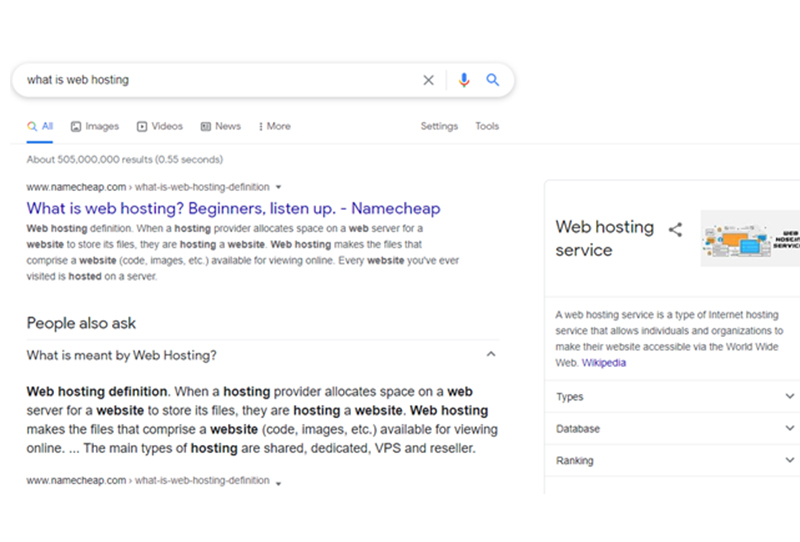 what is web hosting
All Images Videos News More Settings Tools
About 505,000,000 results (0.55 seconds)
www.namecheap.com › what-is-web-hosting-definition
What is web hosting? Beginners, listen up. - Namecheap
Web hosting definition. When a hosting provider allocates space on a web server for a
website to store its files, they are hosting a website. Web hosting makes the files that
comprise a website (code, images, etc.) available for viewing online. Every website you've ever
visited is hosted on a server.
People also ask
What is meant by Web Hosting?
Web hosting definition. When a hosting provider allocates space on a web
server for a website to store its files, they are hosting a website. Web hosting
makes the files that comprise a website (code, images, etc.) available for viewing
online. ... The main types of hosting are shared, dedicated, VPS and reseller.
www.namecheap.com › what-is-web-hosting-definition
Web hosting
service
WEB
HOSTING
SERVICE
A web hosting service is a type of Internet hosting
service that allows individuals and organizations to
make their website accessible via the World Wide
Web. Wikipedia
Types
Database
Ranking